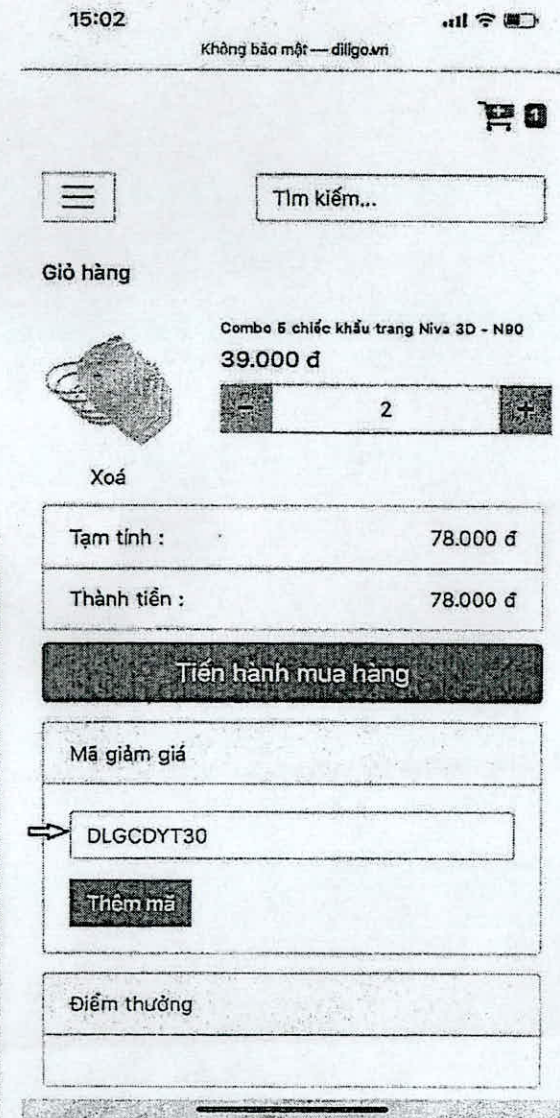 15:02
Không bảo mật — diligo.vn
1
Tìm kiếm...
Giỏ hàng
Combo 5 chiếc khẩu trang Niva 3D - N90
39.000 đ
− 2 +
Xoá
Tạm tính : 78.000 đ
Thành tiền : 78.000 đ
Tiến hành mua hàng
Mã giảm giá
DLGCDYT30
Thêm mã
Điểm thưởng